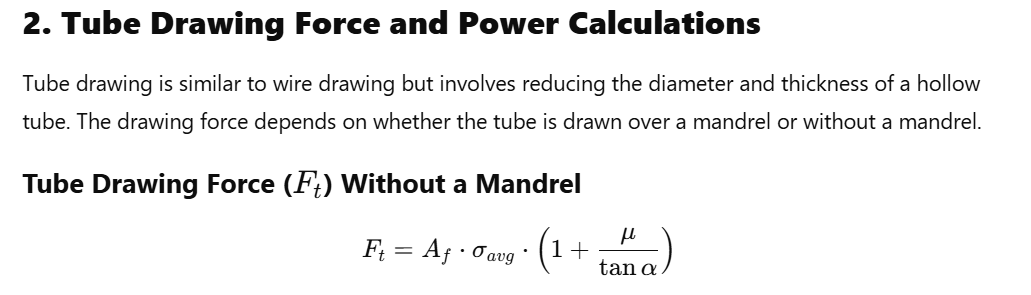 2. Tube Drawing Force and Power Calculations
Tube drawing is similar to wire drawing but involves reducing the diameter and thickness of a hollow
tube. The drawing force depends on whether the tube is drawn over a mandrel or without a mandrel.
Tube Drawing Force (F_t) Without a Mandrel
F_t = A_f · σ_avg · (1 + μ / tan α)